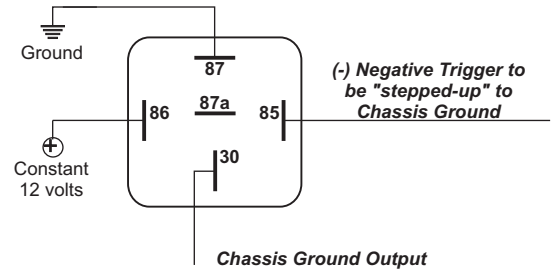 Ground
87
(-) Negative Trigger to
be "stepped-up" to
Chassis Ground
86
87a
85
Constant
12 volts
30
Chassis Ground Output